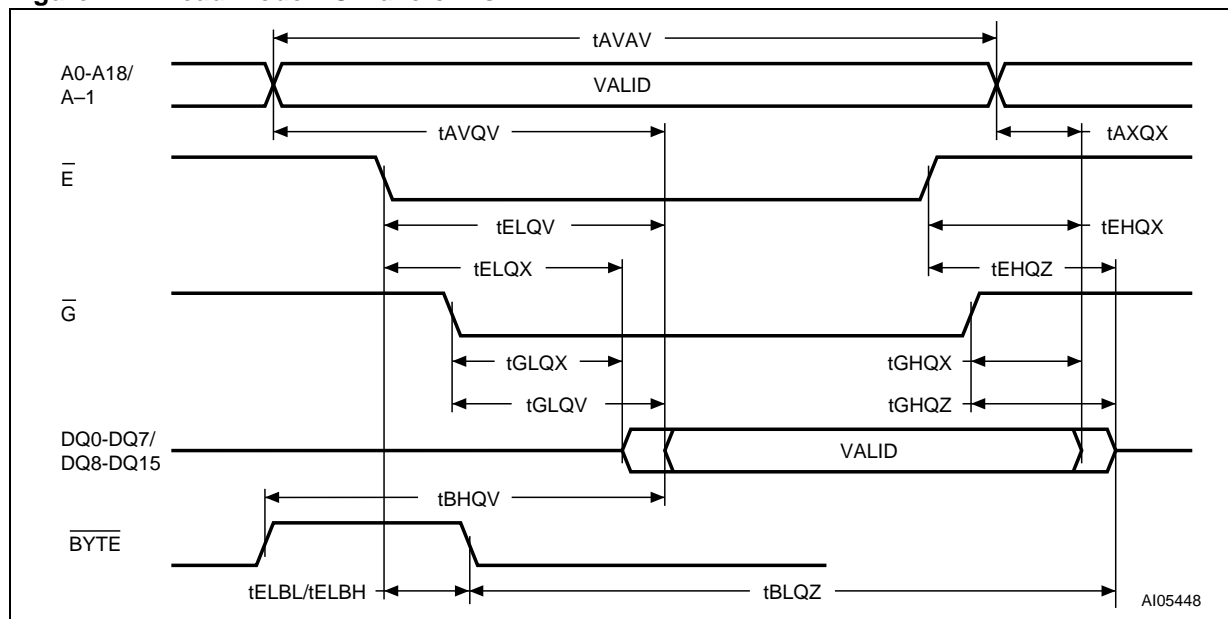 tAVAV
A0-A18/
A–1
VALID
tAVQV
tAXQX
E
tELQV
tEHQX
tELQX
tEHQZ
G
tGLQX
tGHQX
tGLQV
tGHQZ
DQ0-DQ7/
DQ8-DQ15
VALID
tBHQV
BYTE
tELBL/tELBH
tBLQZ
AI05448